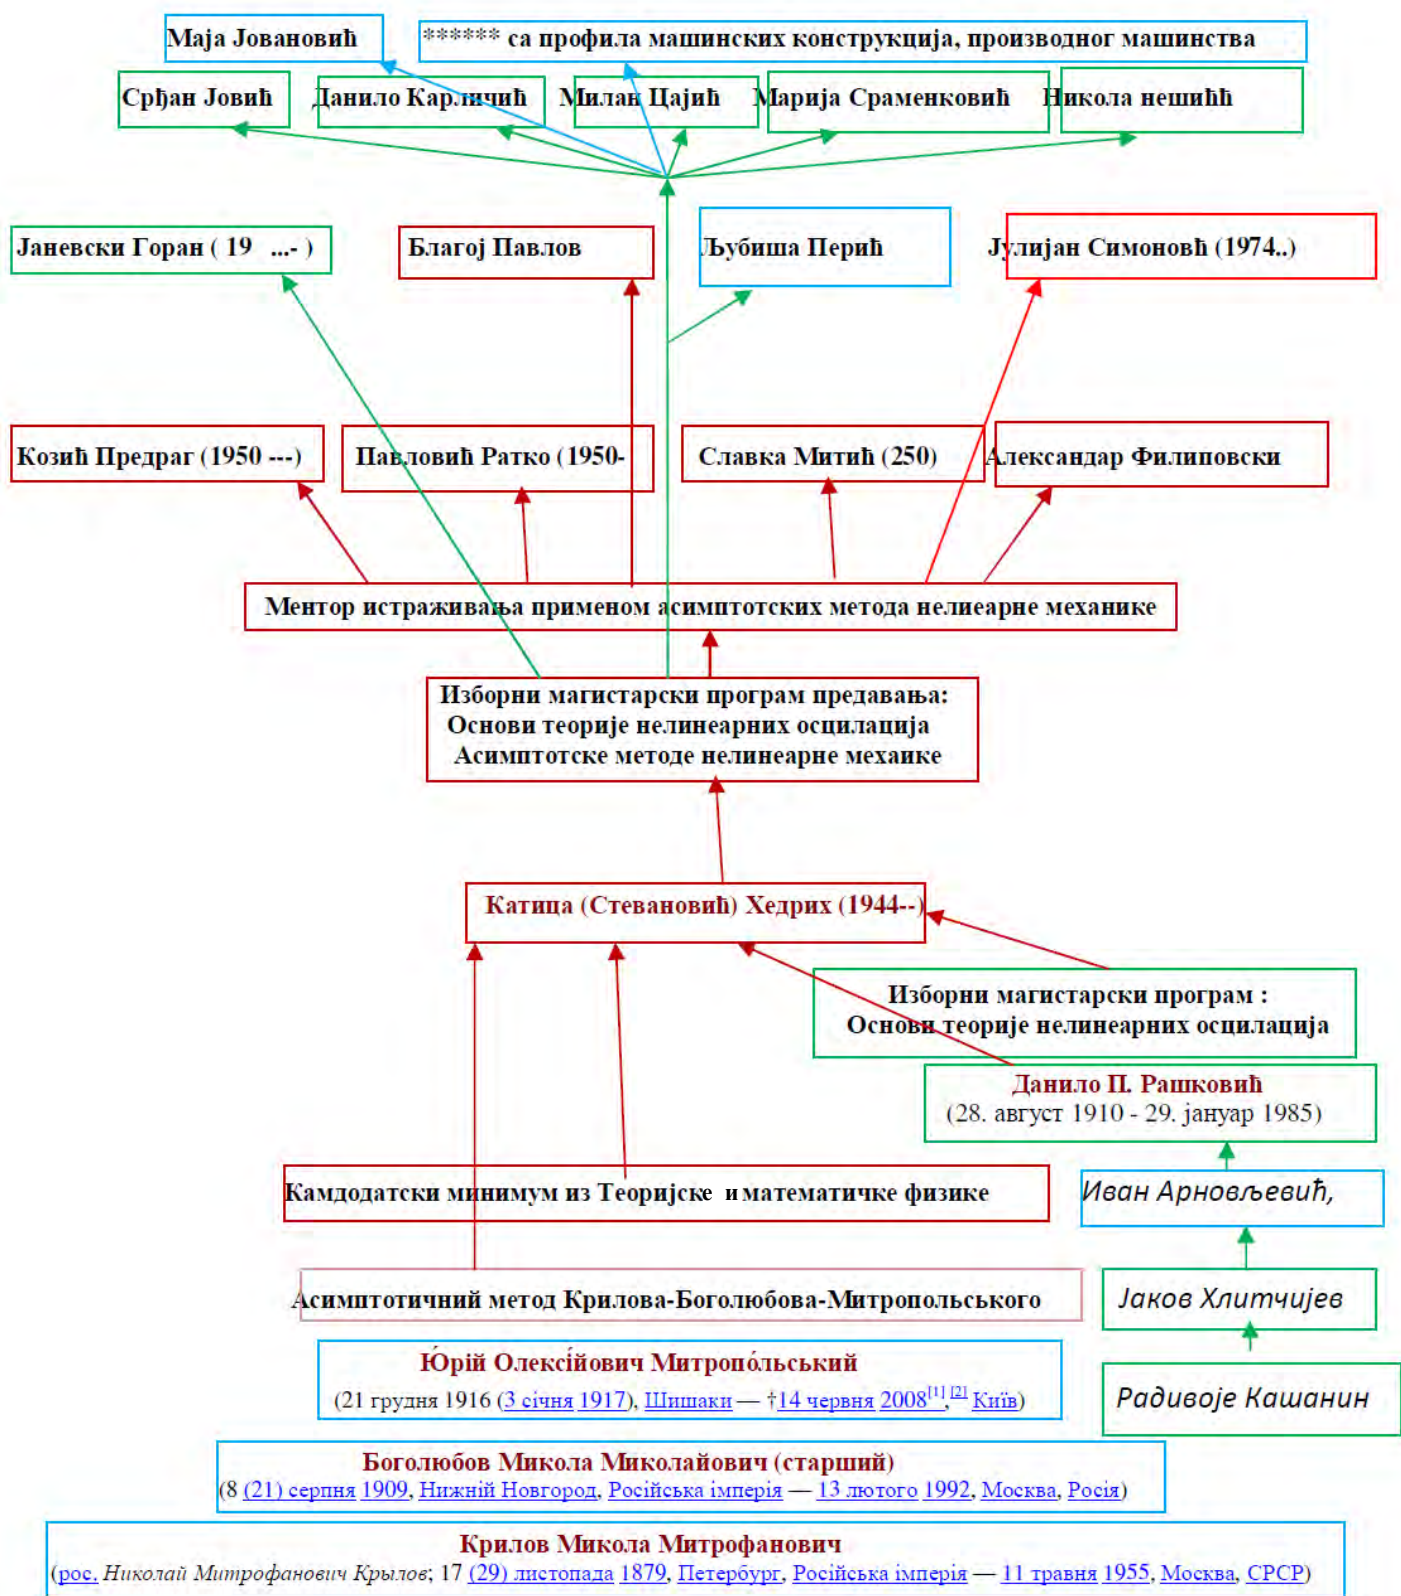 Маја Јовановић
****** са профила машинских конструкција, производног машинства
Срђан Јовић
Данило Карличић
Милан Цајић
Марија Сраменковић
Никола нешићћ
Јаневски Горан ( 19 ...- )
Благој Павлов
Љубиша Перић
Јулијан Симоновћ (1974..)
Козић Предраг (1950 ---)
Павловић Ратко (1950-
Славка Митић (250)
Александар Филиповски
Ментор истраживања применом асимптотских метода нелиеарне механике
Изборни магистарски програм предавања:
Основи теорије нелинеарних осцилација
Асимптотске методе нелинеарне мехаике
Катица (Стевановић) Хедрих (1944--)
Изборни магистарски програм :
Основи теорије нелинеарних осцилација
Данило П. Рашковић
(28. август 1910 - 29. јануар 1985)
Камдодатски минимум из Теоријске и математичке физике
Иван Арновљевић,
Асимптотичний метод Крилова-Боголюбова-Митропольського
Јаков Хлитчијев
Ю́рій Олексі́йович Митропо́льський
(21 грудня 1916 (3 січня 1917), Шишаки — †14 червня 2008[1],[2] Київ)
Радивоје Кашанин
Боголюбов Микола Миколайович (старший)
(8 (21) серпня 1909, Нижній Новгород, Російська імперія — 13 лютого 1992, Москва, Росія)
Крилов Микола Митрофанович
(рос. Николай Митрофанович Крылов; 17 (29) листопада 1879, Петербург, Російська імперія — 11 травня 1955, Москва, СРСР)